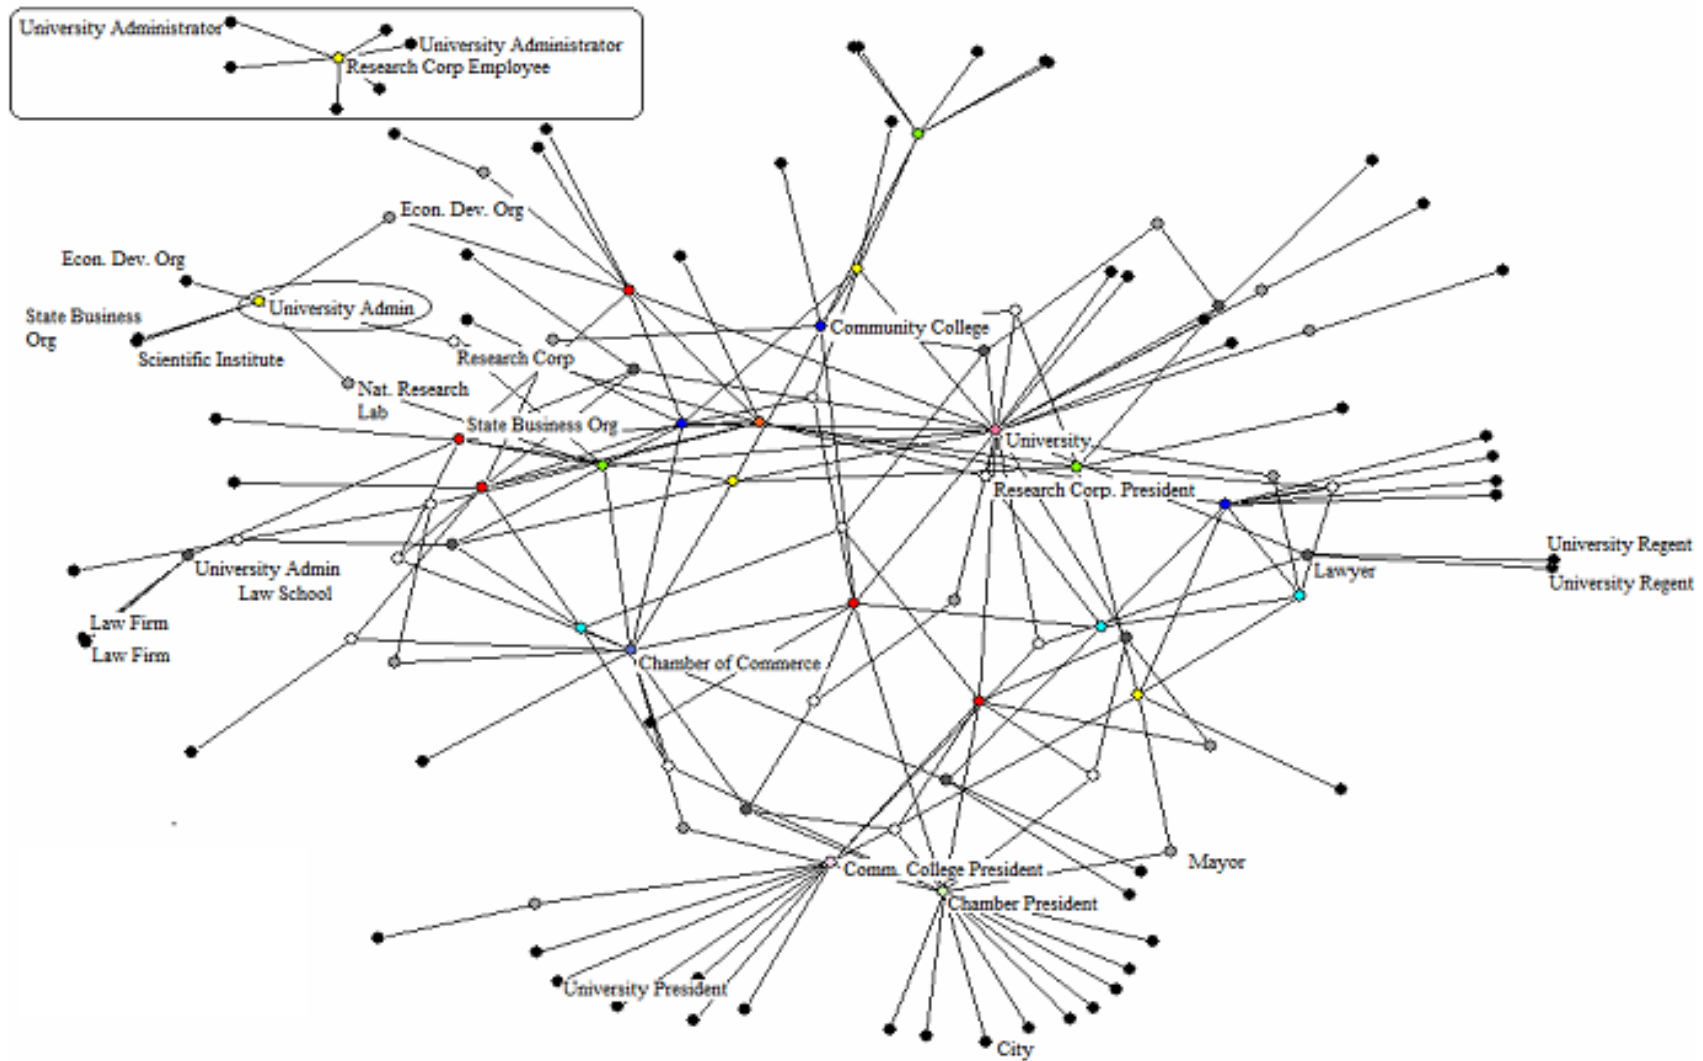 University Administrator
University Administrator
Research Corp Employee
Econ. Dev. Org
Econ. Dev. Org
University Admin
State Business
Org
Scientific Institute
Community College
Research Corp
Nat. Research
Lab
State Business Org
University
Research Corp. President
University Regent
University Regent
Lawyer
University Admin
Law School
Law Firm
Law Firm
Chamber of Commerce
Mayor
Comm. College President
Chamber President
University President
City